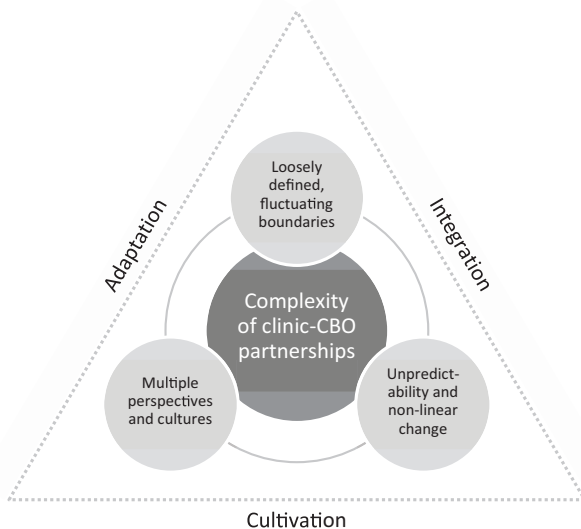 Loosely
defined,
fluctuating
boundaries
Adaptation
Integration
Complexity
of clinic-CBO
partnerships
Multiple
perspectives
and cultures
Unpredict-
ability and
non-linear
change
Cultivation